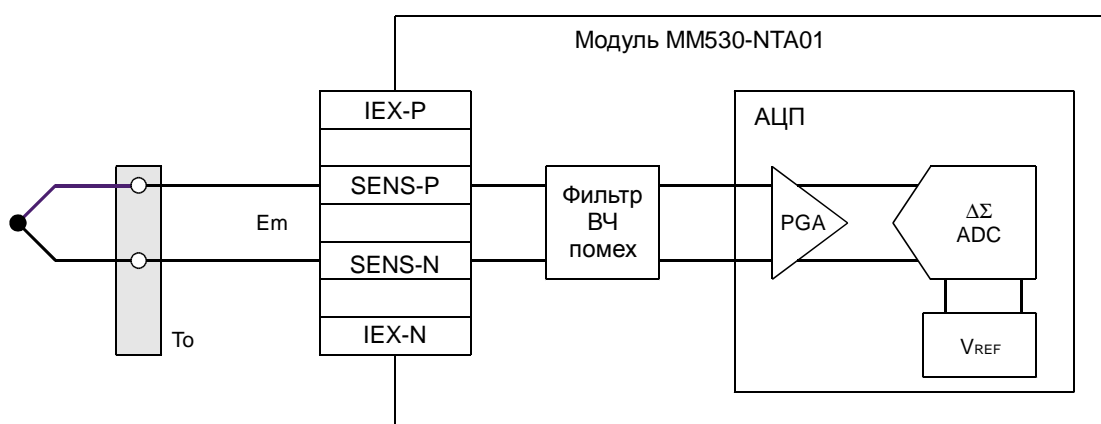 Модуль MM530-NTA01
IEX-P
АЦП
SENS-P
Фильтр
ВЧ
помех
PGA
ΔΣ
ADC
Em
SENS-N
To
IEX-N
VREF